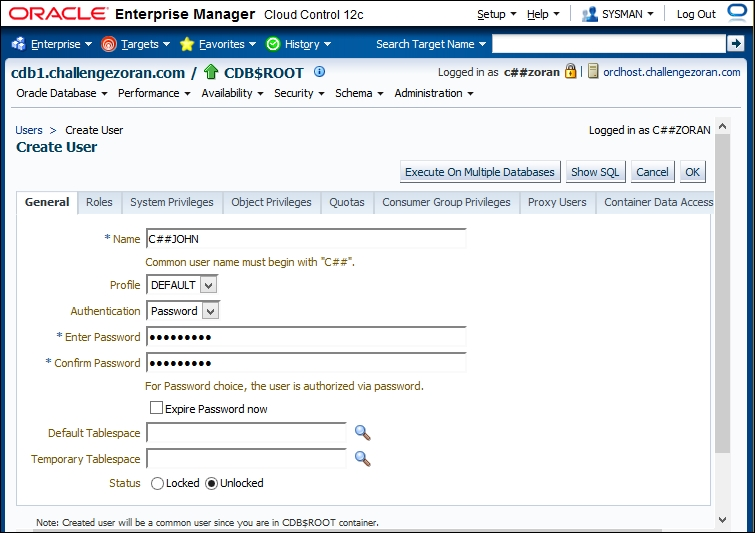 ORACLE Enterprise Manager Cloud Control 12c Setup Help SYSMAN Log Out
Enterprise Targets Favorites History Search Target Name
cdb1.challengezoran.com / CDB$ROOT Logged in as c##zoran orclhost.challengezoran.com
Oracle Database Performance Availability Security Schema Administration
Users > Create User Logged in as C##ZORAN
Create User
Execute On Multiple Databases Show SQL Cancel OK
General Roles System Privileges Object Privileges Quotas Consumer Group Privileges Proxy Users Container Data Access
* Name C##JOHN
Common user name must begin with "C##".
Profile DEFAULT
Authentication Password
* Enter Password •••••••••
* Confirm Password •••••••••
For Password choice, the user is authorized via password.
Expire Password now
Default Tablespace
Temporary Tablespace
Status Locked Unlocked
Note: Created user will be a common user since you are in CDB$ROOT container.